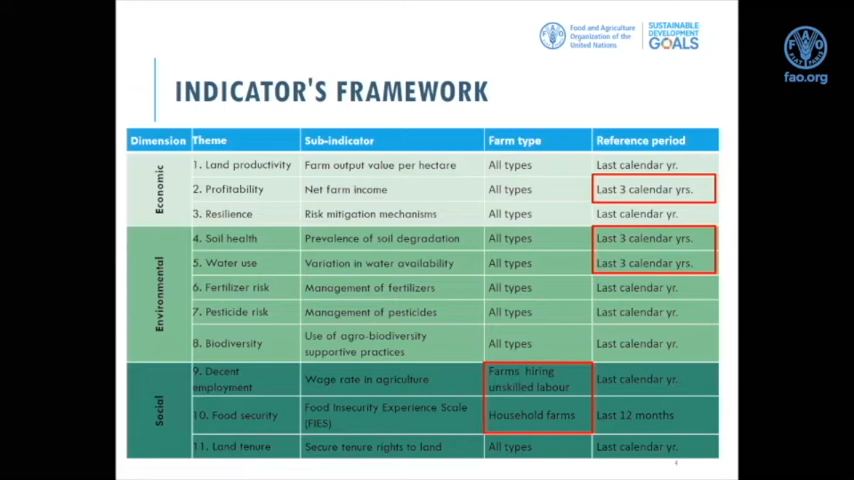 Food and Agriculture
Organization of the
United Nations
SUSTAINABLE
DEVELOPMENT
GOALS
FAO
FIAT PANIS
fao.org
INDICATOR'S FRAMEWORK
Dimension Theme Sub-indicator Farm type Reference period
Economic
1. Land productivity Farm output value per hectare All types Last calendar yr.
2. Profitability Net farm income All types Last 3 calendar yrs.
3. Resilience Risk mitigation mechanisms All types Last calendar yr.
Environmental
4. Soil health Prevalence of soil degradation All types Last 3 calendar yrs.
5. Water use Variation in water availability All types Last 3 calendar yrs.
6. Fertilizer risk Management of fertilizers All types Last calendar yr.
7. Pesticide risk Management of pesticides All types Last calendar yr.
8. Biodiversity Use of agro-biodiversity
supportive practices All types Last calendar yr.
Social
9. Decent
employment Wage rate in agriculture Farms hiring
unskilled labour Last calendar yr.
10. Food security Food Insecurity Experience Scale
(FIES) Household farms Last 12 months
11. Land tenure Secure tenure rights to land All types Last calendar yr.